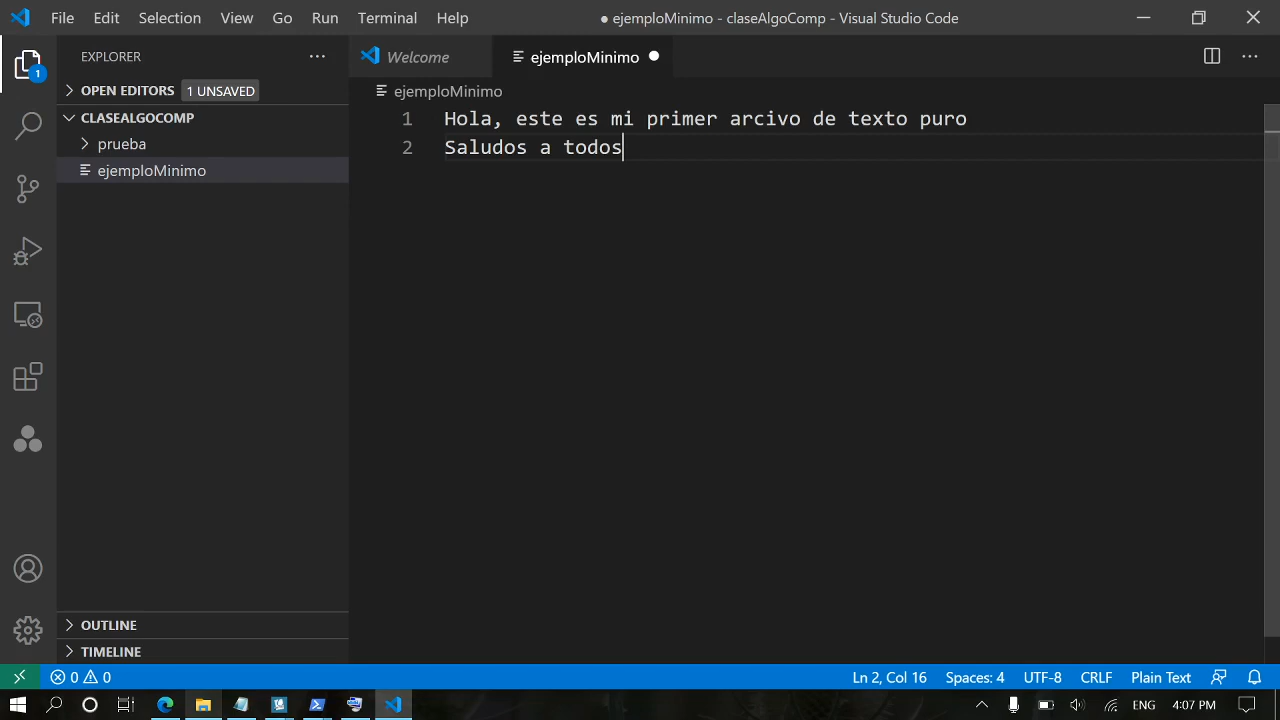 File Edit Selection View Go Run Terminal Help ● ejemploMinimo - claseAlgoComp - Visual Studio Code
EXPLORER
Welcome
ejemploMinimo
1
OPEN EDITORS 1 UNSAVED
ejemploMinimo
CLASEALGOCOMP
1 Hola, este es mi primer arcivo de texto puro
prueba
2 Saludos a todos
ejemploMinimo
OUTLINE
TIMELINE
0 0 Ln 2, Col 16 Spaces: 4 UTF-8 CRLF Plain Text
ENG 4:07 PM